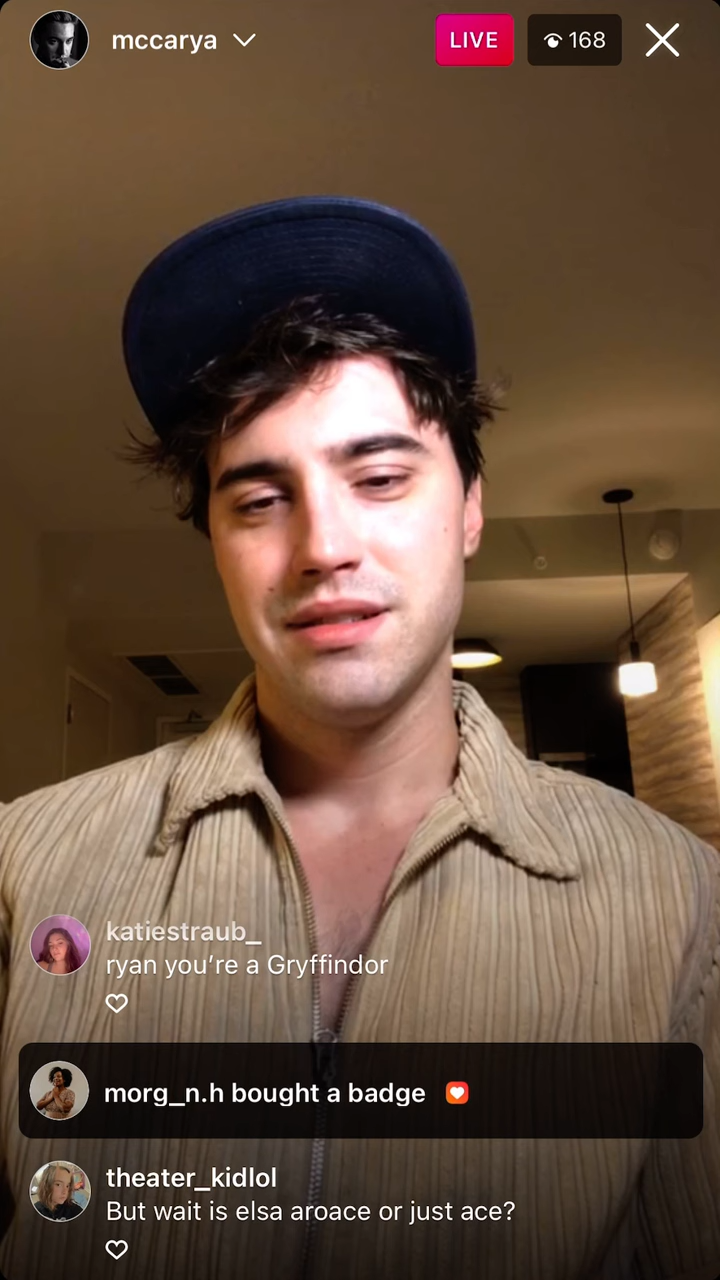 mccarya
LIVE
168
katiestraub_
ryan you’re a Gryffindor
morg_n.h bought a badge
theater_kidlol
But wait is elsa aroace or just ace?